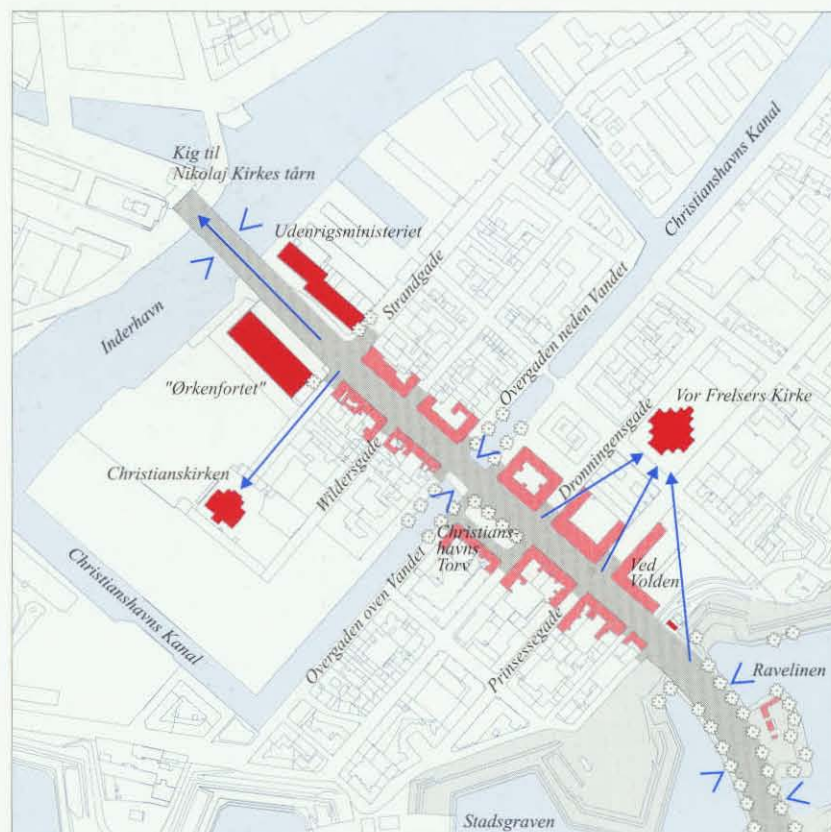 Kig til
Nikolaj Kirkes tårn
Udenrigsministeriet
Strandgade
Christianshavns Kanal
Inderhavn
Overgaden neden Vandet
"Ørkenfortet"
Vor Frelsers Kirke
Dronningensgade
Christianskirken
Wildersgade
Christians-
havns
Torv
Ved
Volden
Overgaden oven Vandet
Prinsessegade
Christianshavns Kanal
Ravelinen
Stadsgraven